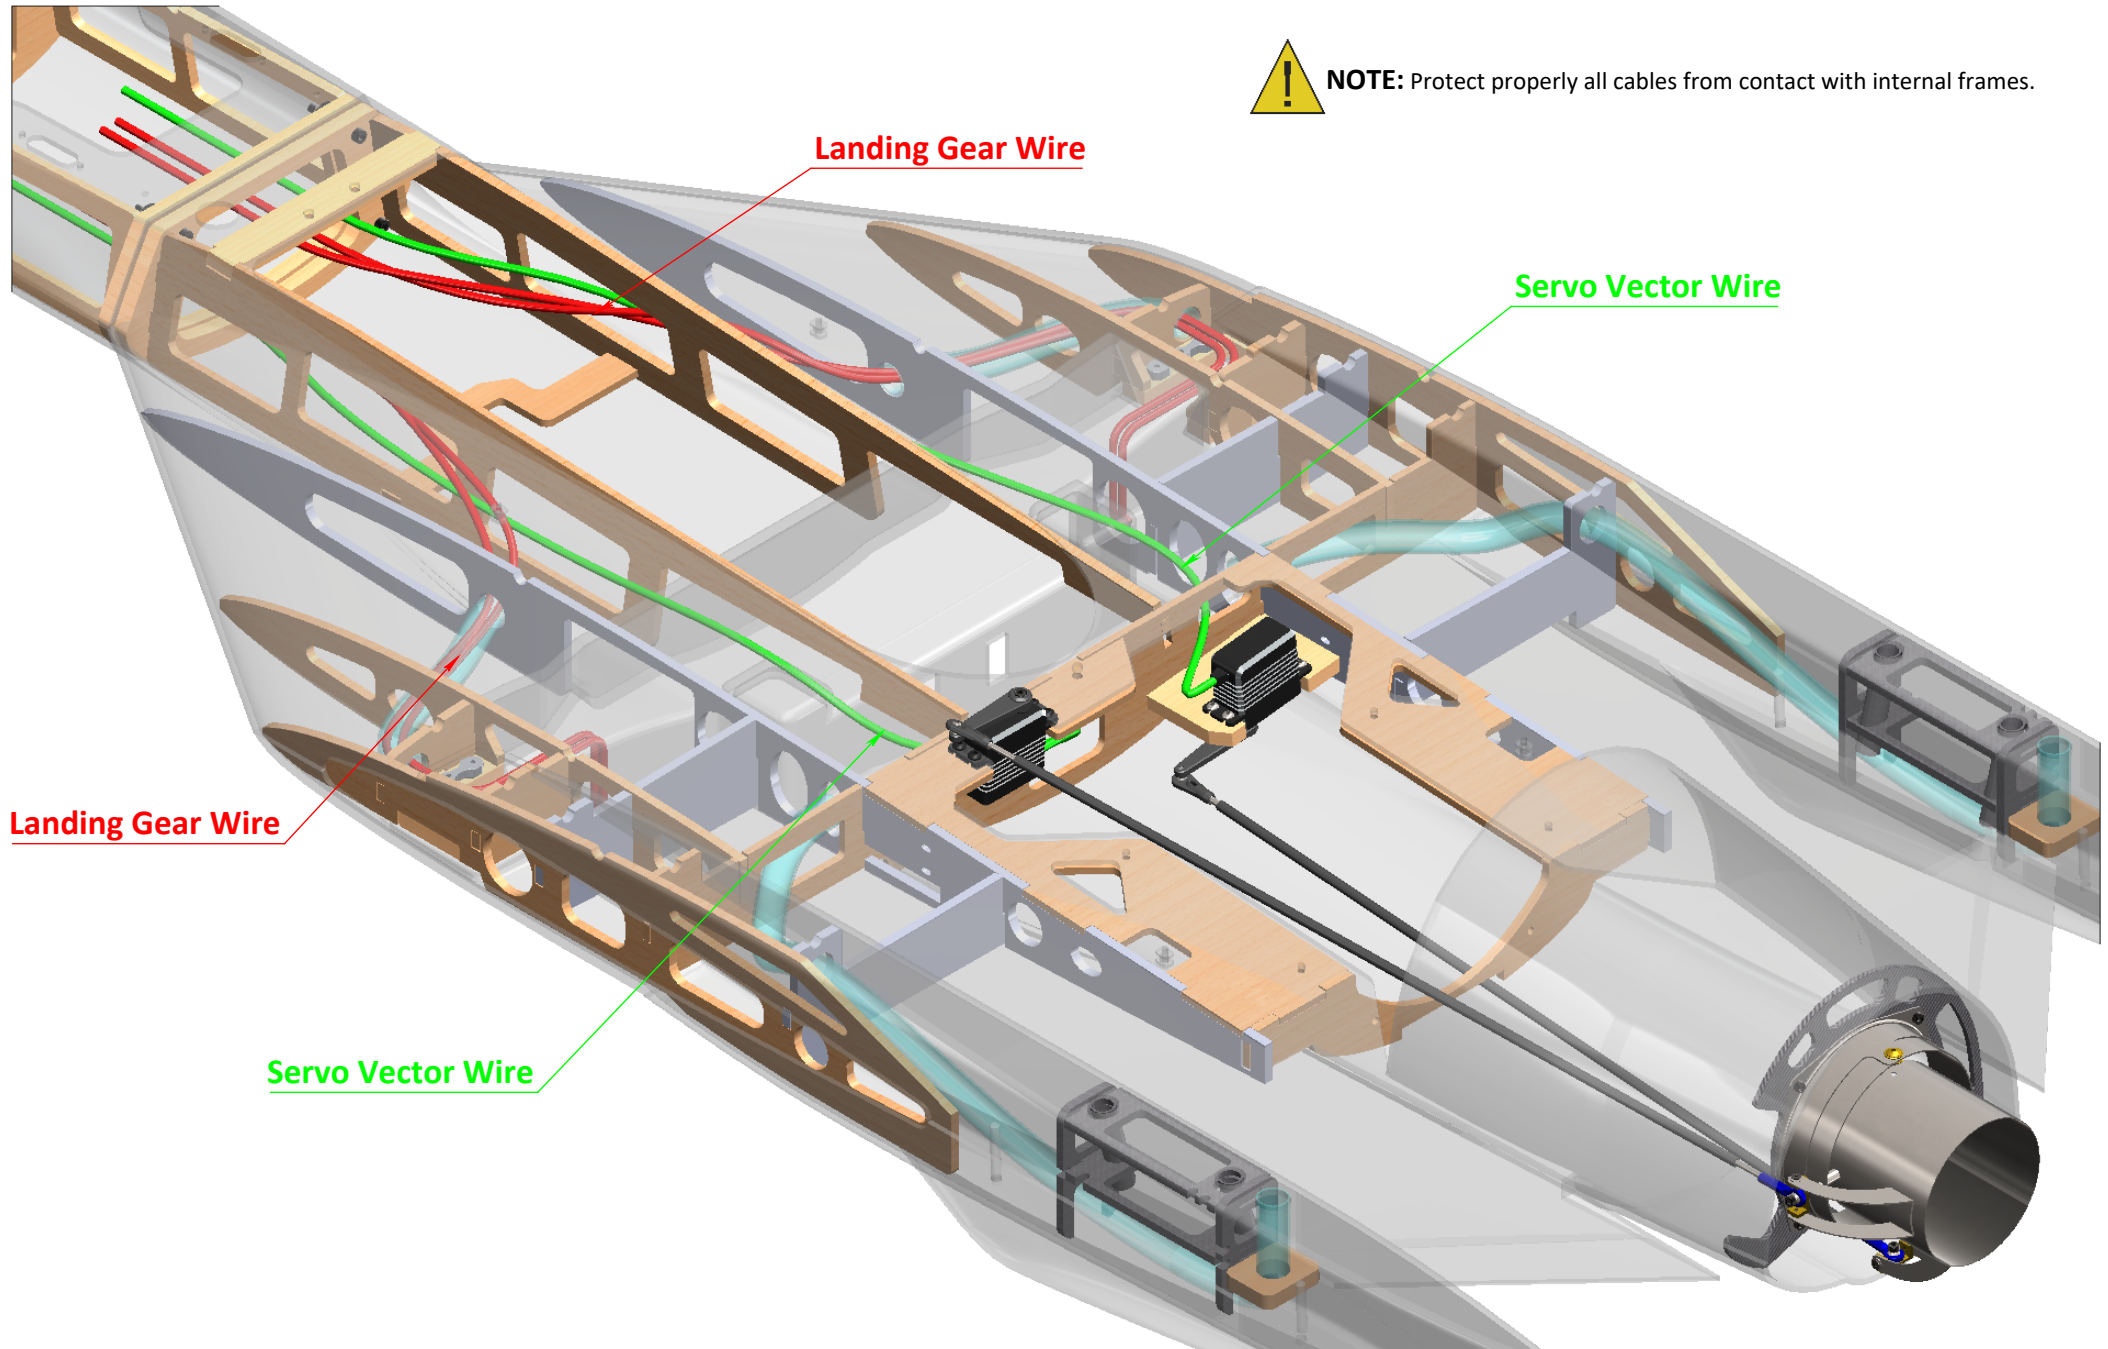 NOTE: Protect properly all cables from contact with internal frames.
Landing Gear Wire
Servo Vector Wire
Landing Gear Wire
Servo Vector Wire